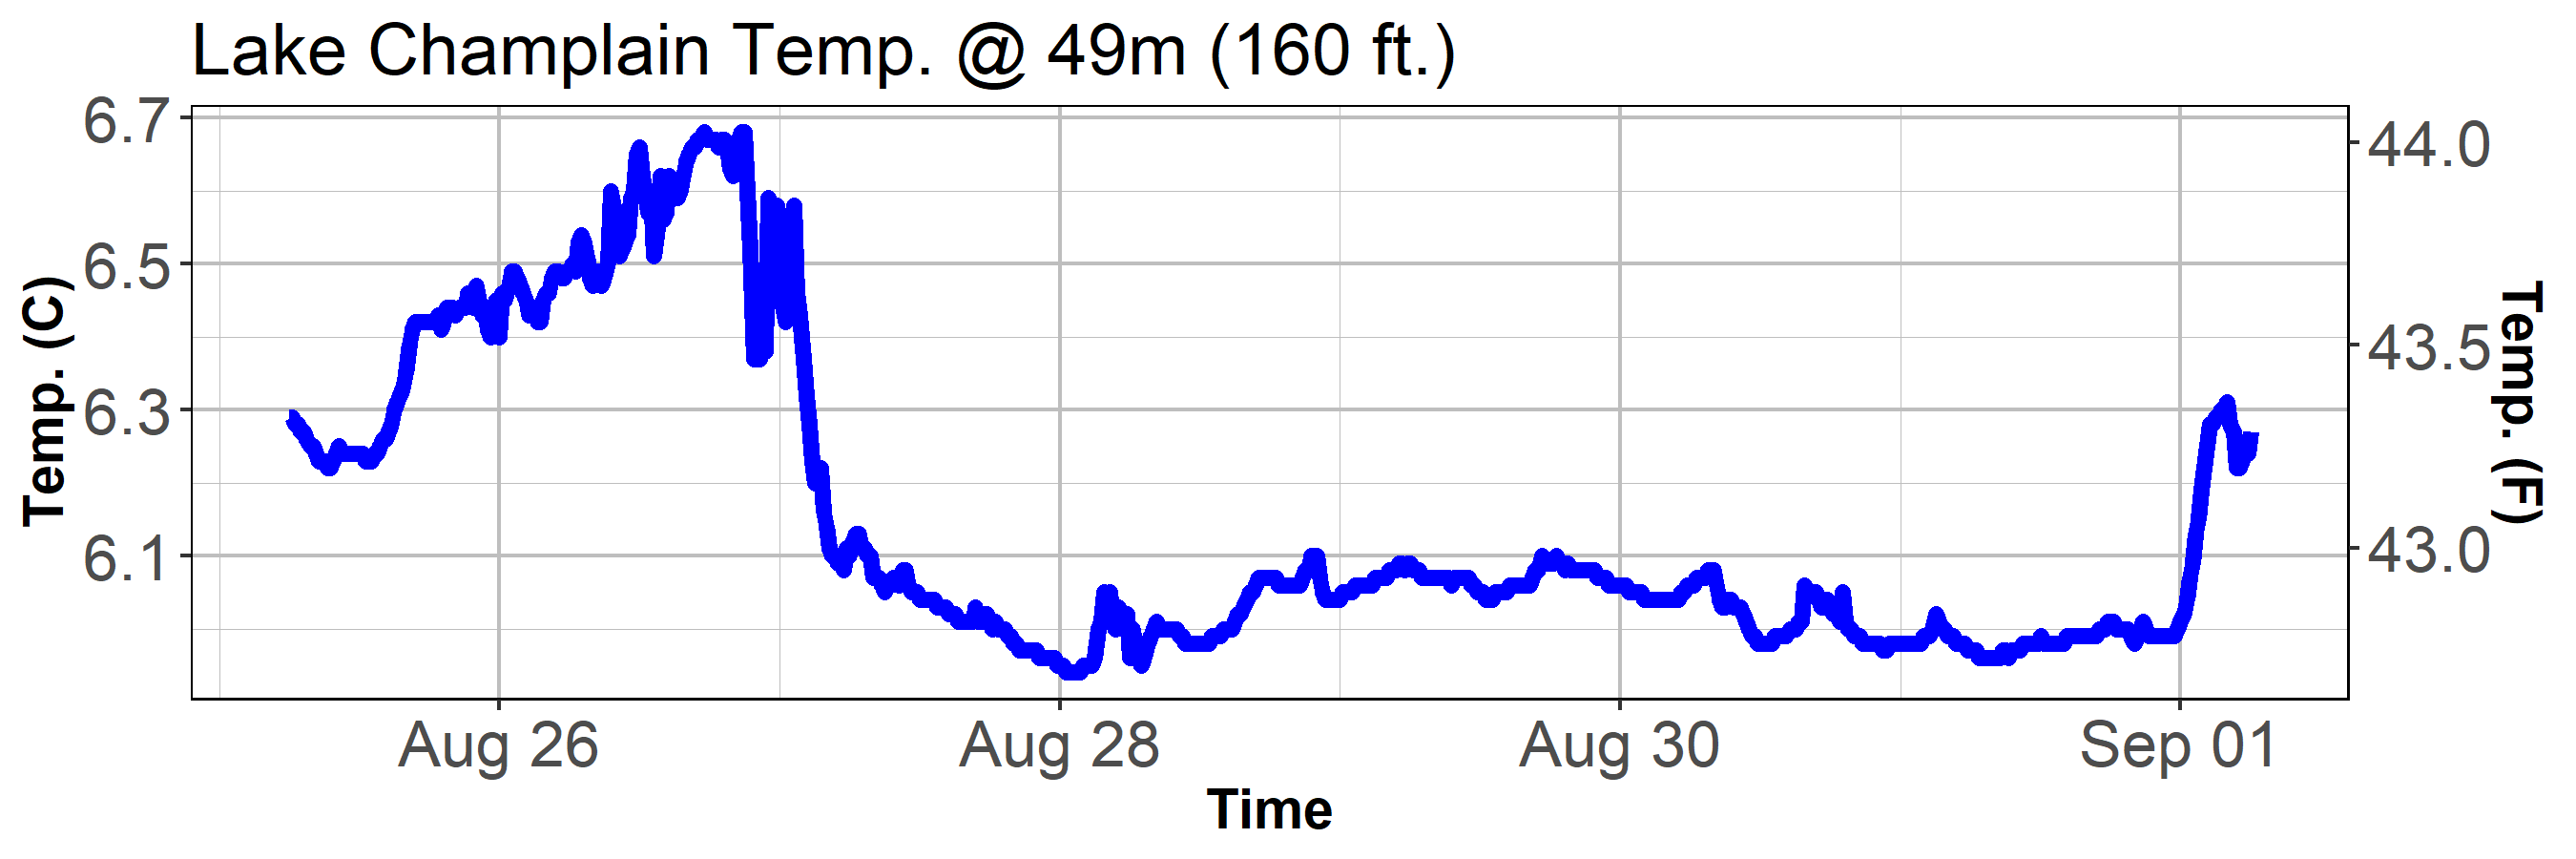 Lake Champlain Temp. @ 49m (160 ft.)
6.7
6.5
6.3
6.1
Temp. (C)
44.0
43.5
43.0
Temp. (F)
Aug 26
Aug 28
Aug 30
Sep 01
Time